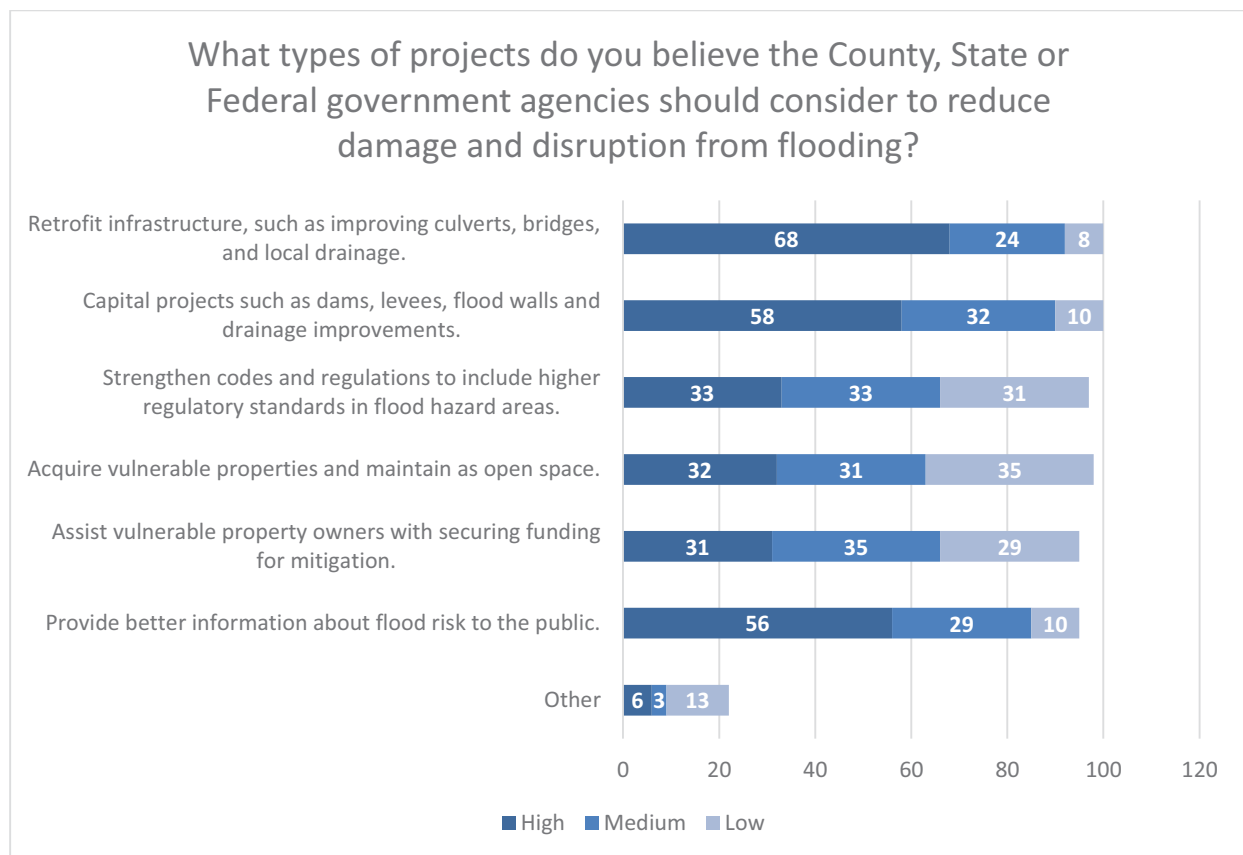 What types of projects do you believe the County, State or
Federal government agencies should consider to reduce
damage and disruption from flooding?
Retrofit infrastructure, such as improving culverts, bridges,
and local drainage.
68 24 8
Capital projects such as dams, levees, flood walls and
drainage improvements.
58 32 10
Strengthen codes and regulations to include higher
regulatory standards in flood hazard areas.
33 33 31
Acquire vulnerable properties and maintain as open space.
32 31 35
Assist vulnerable property owners with securing funding
for mitigation.
31 35 29
Provide better information about flood risk to the public.
56 29 10
Other
6 3 13
0 20 40 60 80 100 120
High Medium Low